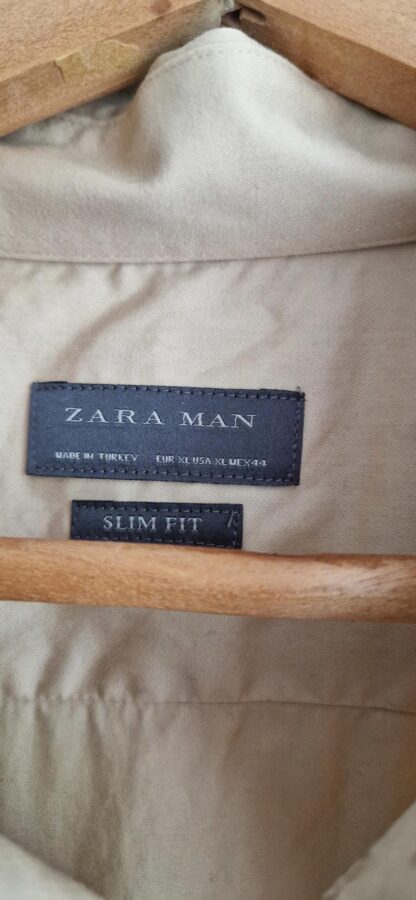 ZARA MAN
MADE IN TURKEY EUR XL USA XL MEX 44
SLIM FIT